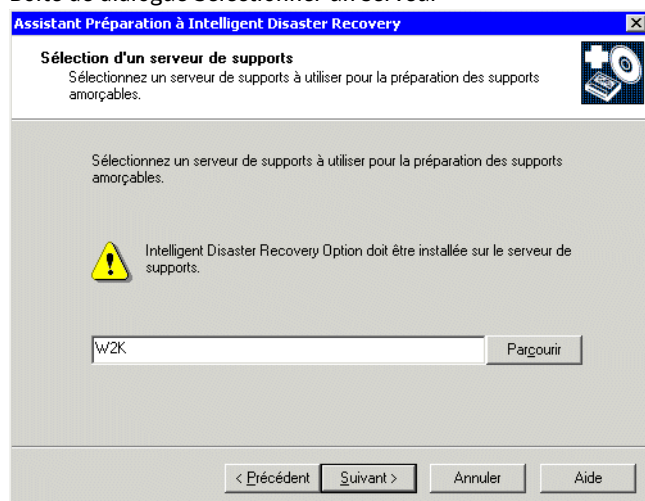 Boîte de dialogue Sélectionner un serveur
Assistant Préparation à Intelligent Disaster Recovery
Sélection d'un serveur de supports
Sélectionnez un serveur de supports à utiliser pour la préparation des supports
amorçables.
Sélectionnez un serveur de supports à utiliser pour la préparation des supports
amorçables.
Intelligent Disaster Recovery Option doit être installée sur le serveur de
supports.
W2K
Parcourir
< Précédent
Suivant >
Annuler
Aide